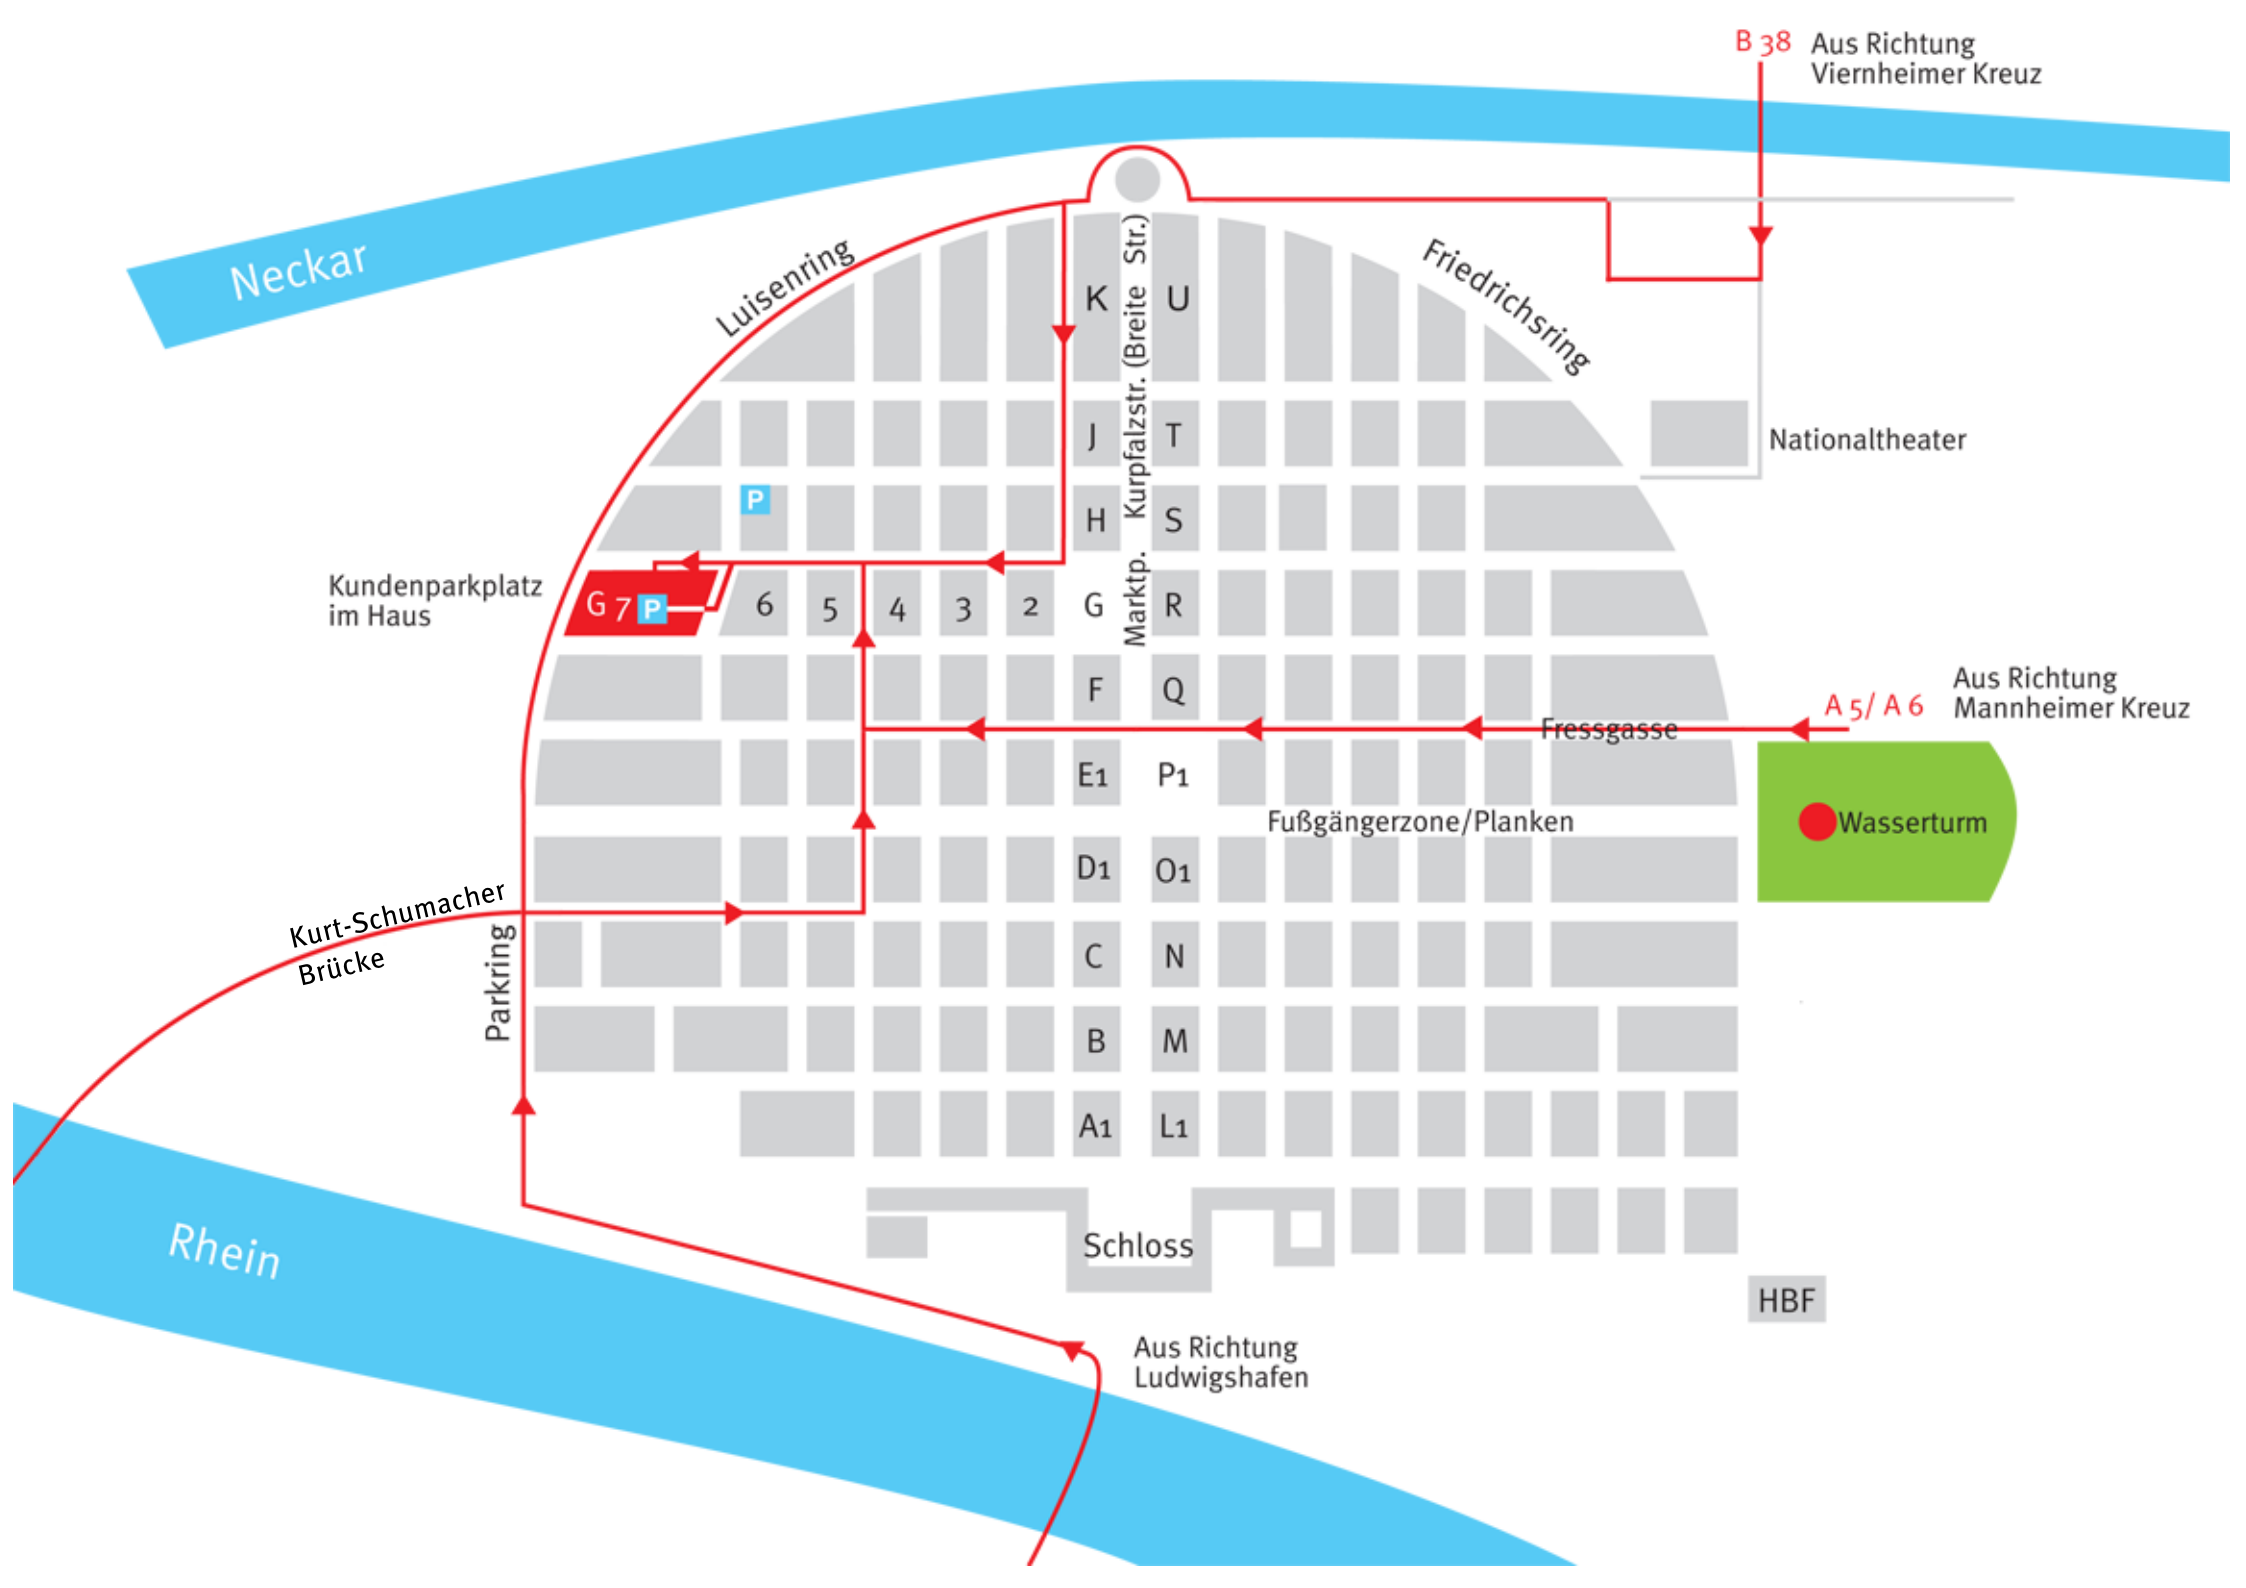 B 38
Aus Richtung
Viernheimer Kreuz
Neckar
Luisenring
Friedrichsring
Kurpfalzstr. (Breite Str.)
K
U
J
T
Nationaltheater
P
H
S
Kundenparkplatz
im Haus
G 7 P
6
5
4
3
2
G
Marktp.
R
F
Q
A 5/ A 6
Aus Richtung
Mannheimer Kreuz
Fressgasse
E1
P1
Fußgängerzone/Planken
Wasserturm
D1
O1
Kurt-Schumacher
Brücke
Parkring
C
N
B
M
A1
L1
Rhein
Schloss
HBF
Aus Richtung
Ludwigshafen